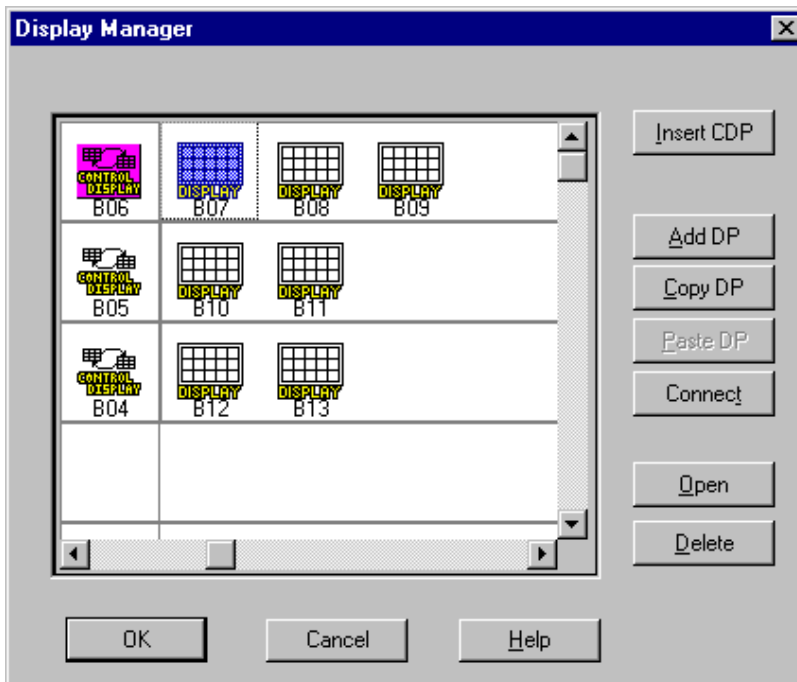 Display Manager
Insert CDP
CONTROL DISPLAY B06
DISPLAY B07
DISPLAY B08
DISPLAY B09
Add DP
Copy DP
CONTROL DISPLAY B05
DISPLAY B10
DISPLAY B11
Paste DP
Connect
CONTROL DISPLAY B04
DISPLAY B12
DISPLAY B13
Open
Delete
OK
Cancel
Help